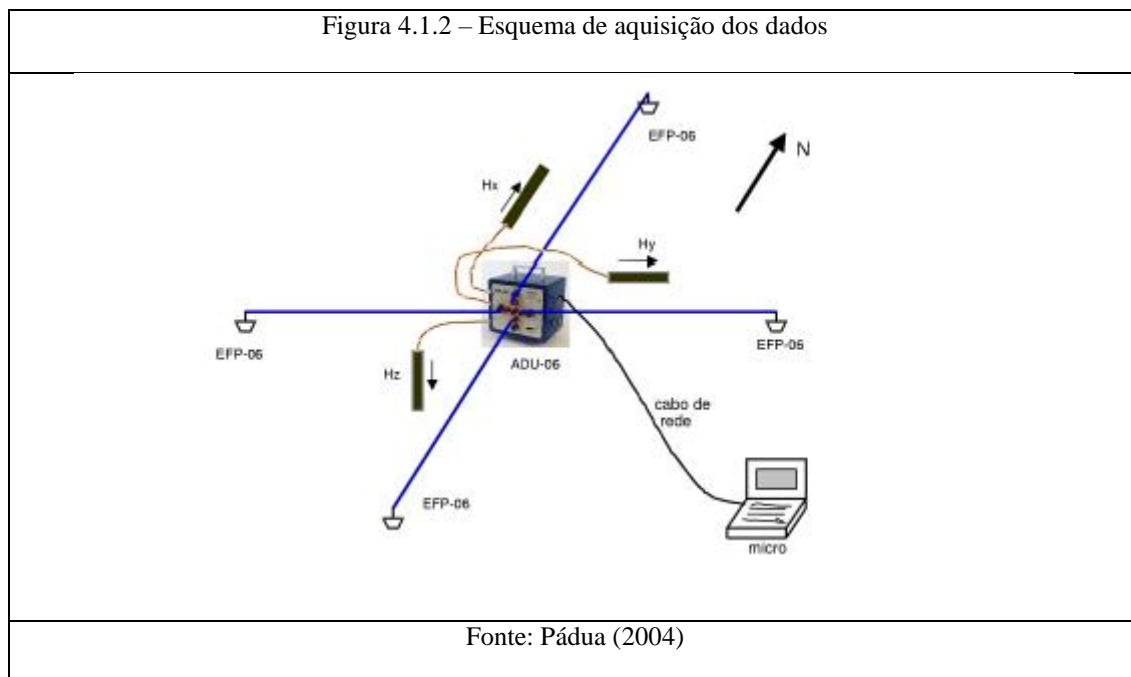 Figura 4.1.2 – Esquema de aquisição dos dados
EFP-06
N
Hx
Hy
EFP-06
Hz
ADU-06
EFP-06
cabo de
rede
EFP-06
micro
Fonte: Pádua (2004)